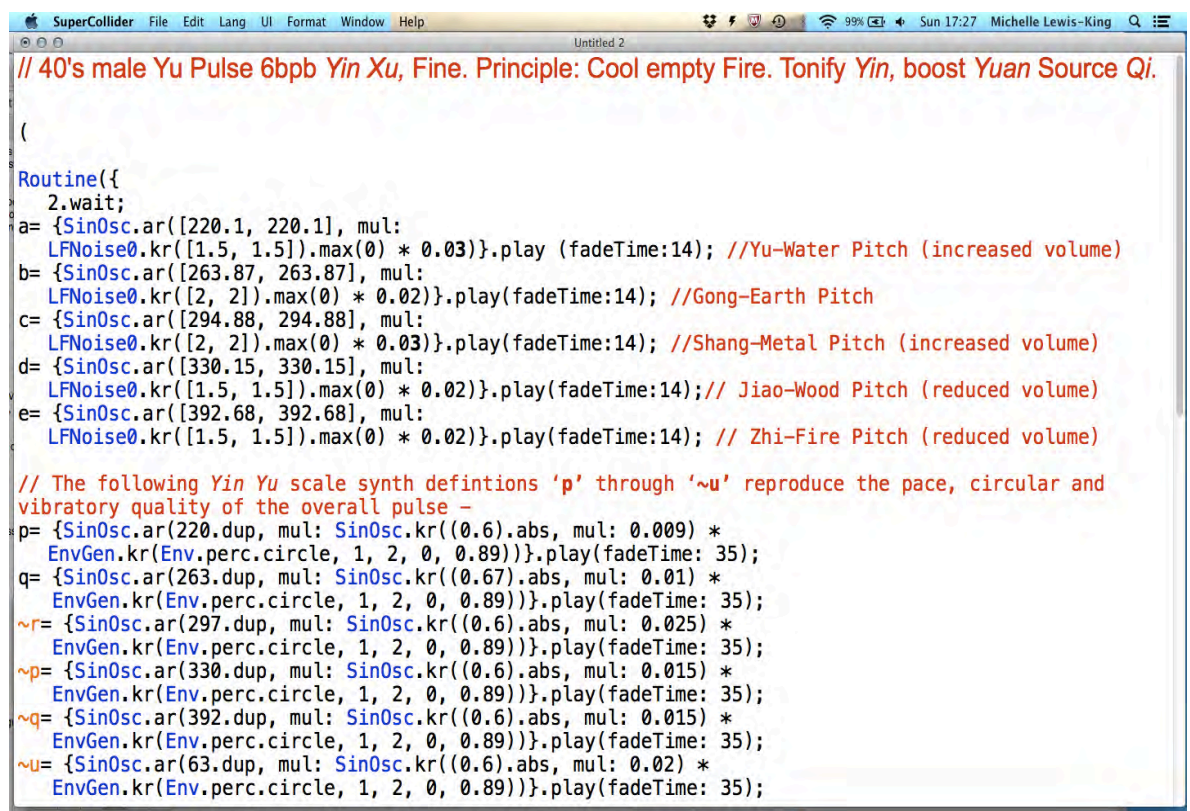 SuperCollider File Edit Lang UI Format Window Help 99% Sun 17:27 Michelle Lewis-King
Untitled 2
// 40's male Yu Pulse 6bpb Yin Xu, Fine. Principle: Cool empty Fire. Tonify Yin, boost Yuan Source Qi.
(
Routine({
2.wait;
a= {SinOsc.ar([220.1, 220.1], mul:
LFNoise0.kr([1.5, 1.5]).max(0) * 0.03)}.play (fadeTime:14); //Yu-Water Pitch (increased volume)
b= {SinOsc.ar([263.87, 263.87], mul:
LFNoise0.kr([2, 2]).max(0) * 0.02)}.play(fadeTime:14); //Gong-Earth Pitch
c= {SinOsc.ar([294.88, 294.88], mul:
LFNoise0.kr([2, 2]).max(0) * 0.03)}.play(fadeTime:14); //Shang-Metal Pitch (increased volume)
d= {SinOsc.ar([330.15, 330.15], mul:
LFNoise0.kr([1.5, 1.5]).max(0) * 0.02)}.play(fadeTime:14);// Jiao-Wood Pitch (reduced volume)
e= {SinOsc.ar([392.68, 392.68], mul:
LFNoise0.kr([1.5, 1.5]).max(0) * 0.02)}.play(fadeTime:14); // Zhi-Fire Pitch (reduced volume)
// The following Yin Yu scale synth defintions ‘p’ through ‘~u’ reproduce the pace, circular and
vibratory quality of the overall pulse –
p= {SinOsc.ar(220.dup, mul: SinOsc.kr((0.6).abs, mul: 0.009) *
EnvGen.kr(Env.perc.circle, 1, 2, 0, 0.89))}.play(fadeTime: 35);
q= {SinOsc.ar(263.dup, mul: SinOsc.kr((0.67).abs, mul: 0.01) *
EnvGen.kr(Env.perc.circle, 1, 2, 0, 0.89))}.play(fadeTime: 35);
~r= {SinOsc.ar(297.dup, mul: SinOsc.kr((0.6).abs, mul: 0.025) *
EnvGen.kr(Env.perc.circle, 1, 2, 0, 0.89))}.play(fadeTime: 35);
~p= {SinOsc.ar(330.dup, mul: SinOsc.kr((0.6).abs, mul: 0.015) *
EnvGen.kr(Env.perc.circle, 1, 2, 0, 0.89))}.play(fadeTime: 35);
~q= {SinOsc.ar(392.dup, mul: SinOsc.kr((0.6).abs, mul: 0.015) *
EnvGen.kr(Env.perc.circle, 1, 2, 0, 0.89))}.play(fadeTime: 35);
~u= {SinOsc.ar(63.dup, mul: SinOsc.kr((0.6).abs, mul: 0.02) *
EnvGen.kr(Env.perc.circle, 1, 2, 0, 0.89))}.play(fadeTime: 35);